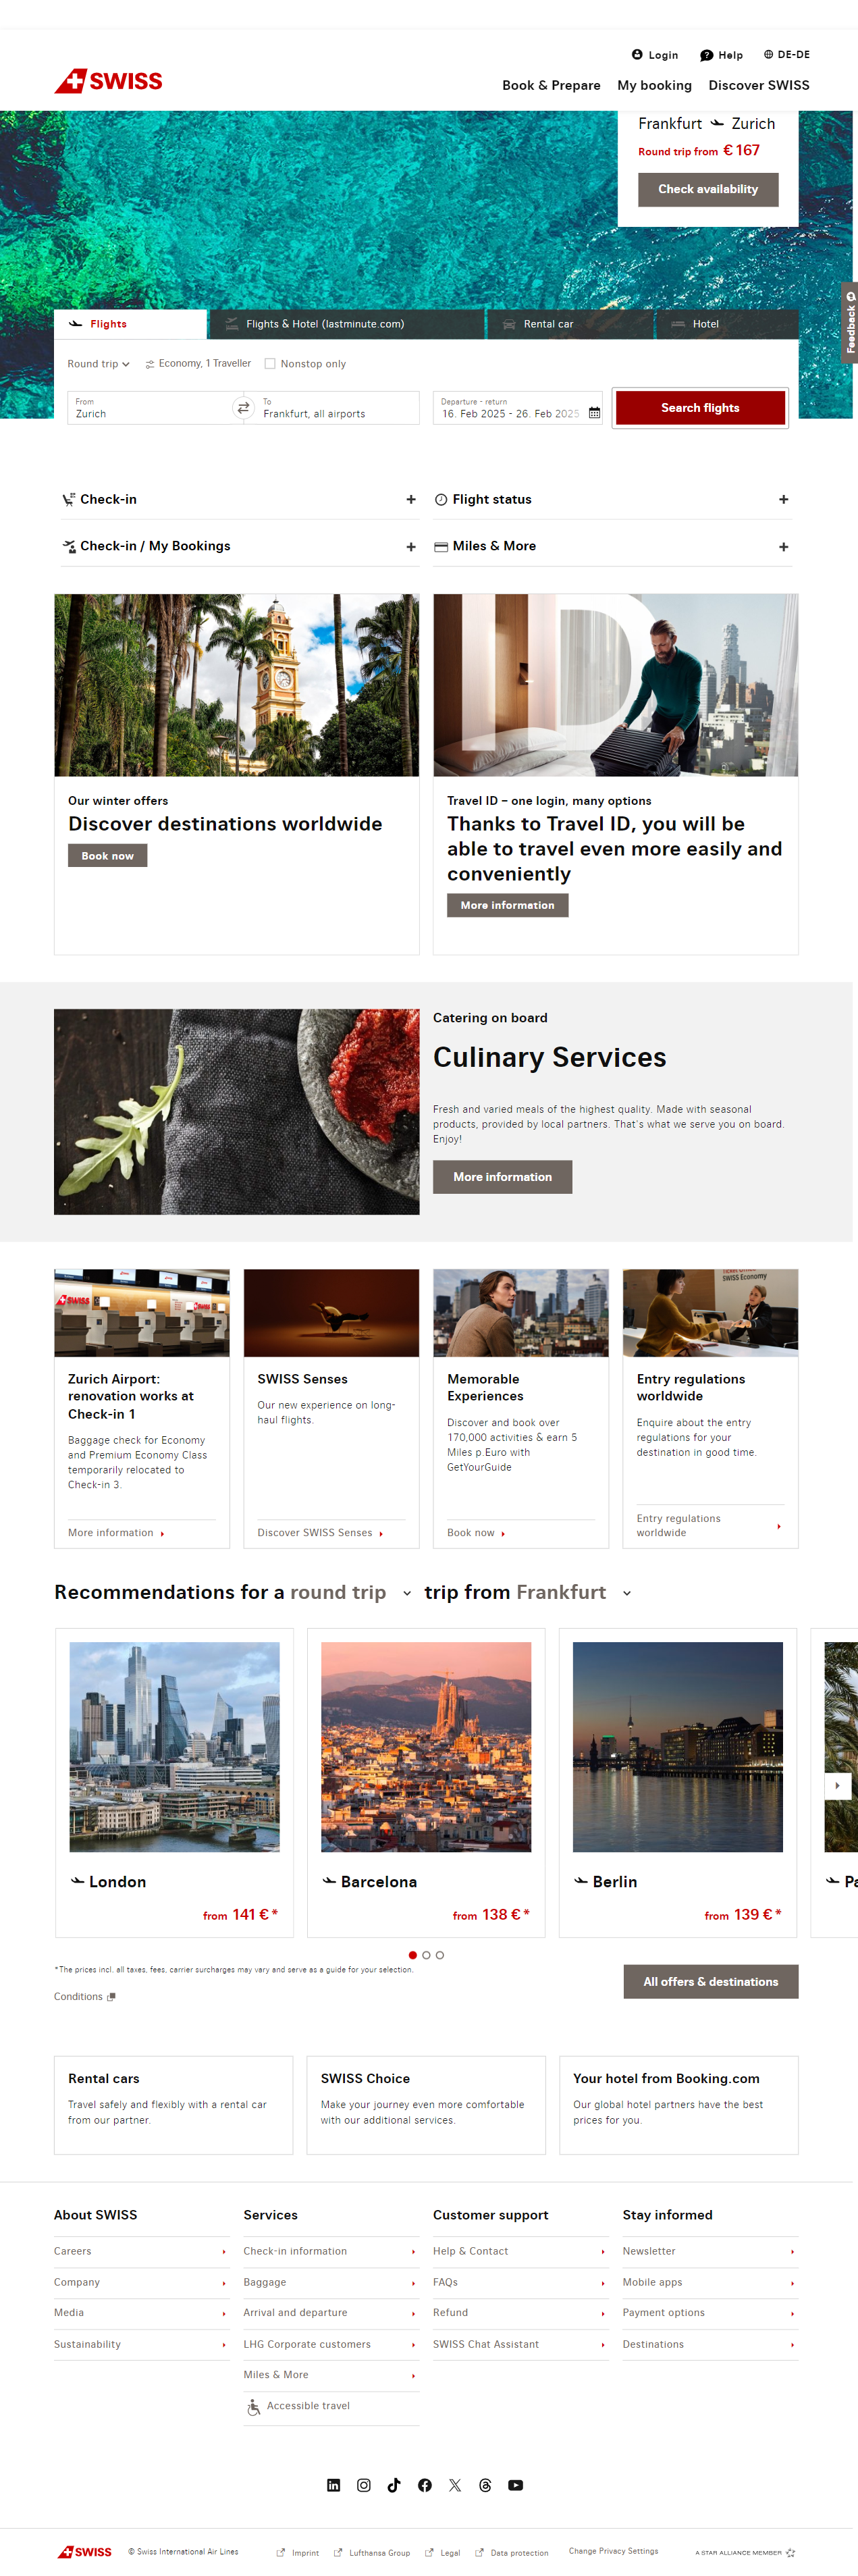 Login
Help
DE-DE
SWISS
Book & Prepare
My booking
Discover SWISS
Frankfurt Zurich
Round trip from € 167
Check availability
Feedback
Flights
Flights & Hotel (lastminute.com)
Rental car
Hotel
Round trip
Economy, 1 Traveller
Nonstop only
From
Zurich
To
Frankfurt, all airports
Departure - return
16. Feb 2025 - 26. Feb 2025
Search flights
Check-in
Flight status
Check-in / My Bookings
Miles & More
Our winter offers
Discover destinations worldwide
Book now
Travel ID – one login, many options
Thanks to Travel ID, you will be
able to travel even more easily and
conveniently
More information
Catering on board
Culinary Services
Fresh and varied meals of the highest quality. Made with seasonal
products, provided by local partners. That's what we serve you on board.
Enjoy!
More information
SWISS
SWISS
SWISS Economy
Zurich Airport:
renovation works at
Check-in 1
Baggage check for Economy
and Premium Economy Class
temporarily relocated to
Check-in 3.
More information
SWISS Senses
Our new experience on long-
haul flights.
Discover SWISS Senses
Memorable
Experiences
Discover and book over
170,000 activities & earn 5
Miles p.Euro with
GetYourGuide
Book now
Entry regulations
worldwide
Enquire about the entry
regulations for your
destination in good time.
Entry regulations
worldwide
Recommendations for a round trip trip from Frankfurt
London
from 141 € *
Barcelona
from 138 € *
Berlin
from 139 € *
Pa
*The prices incl. all taxes, fees, carrier surcharges may vary and serve as a guide for your selection.
All offers & destinations
Conditions
Rental cars
Travel safely and flexibly with a rental car
from our partner.
SWISS Choice
Make your journey even more comfortable
with our additional services.
Your hotel from Booking.com
Our global hotel partners have the best
prices for you.
About SWISS
Careers
Company
Media
Sustainability
Services
Check-in information
Baggage
Arrival and departure
LHG Corporate customers
Miles & More
Accessible travel
Customer support
Help & Contact
FAQs
Refund
SWISS Chat Assistant
Stay informed
Newsletter
Mobile apps
Payment options
Destinations
SWISS
© Swiss International Air Lines
Imprint
Lufthansa Group
Legal
Data protection
Change Privacy Settings
A STAR ALLIANCE MEMBER